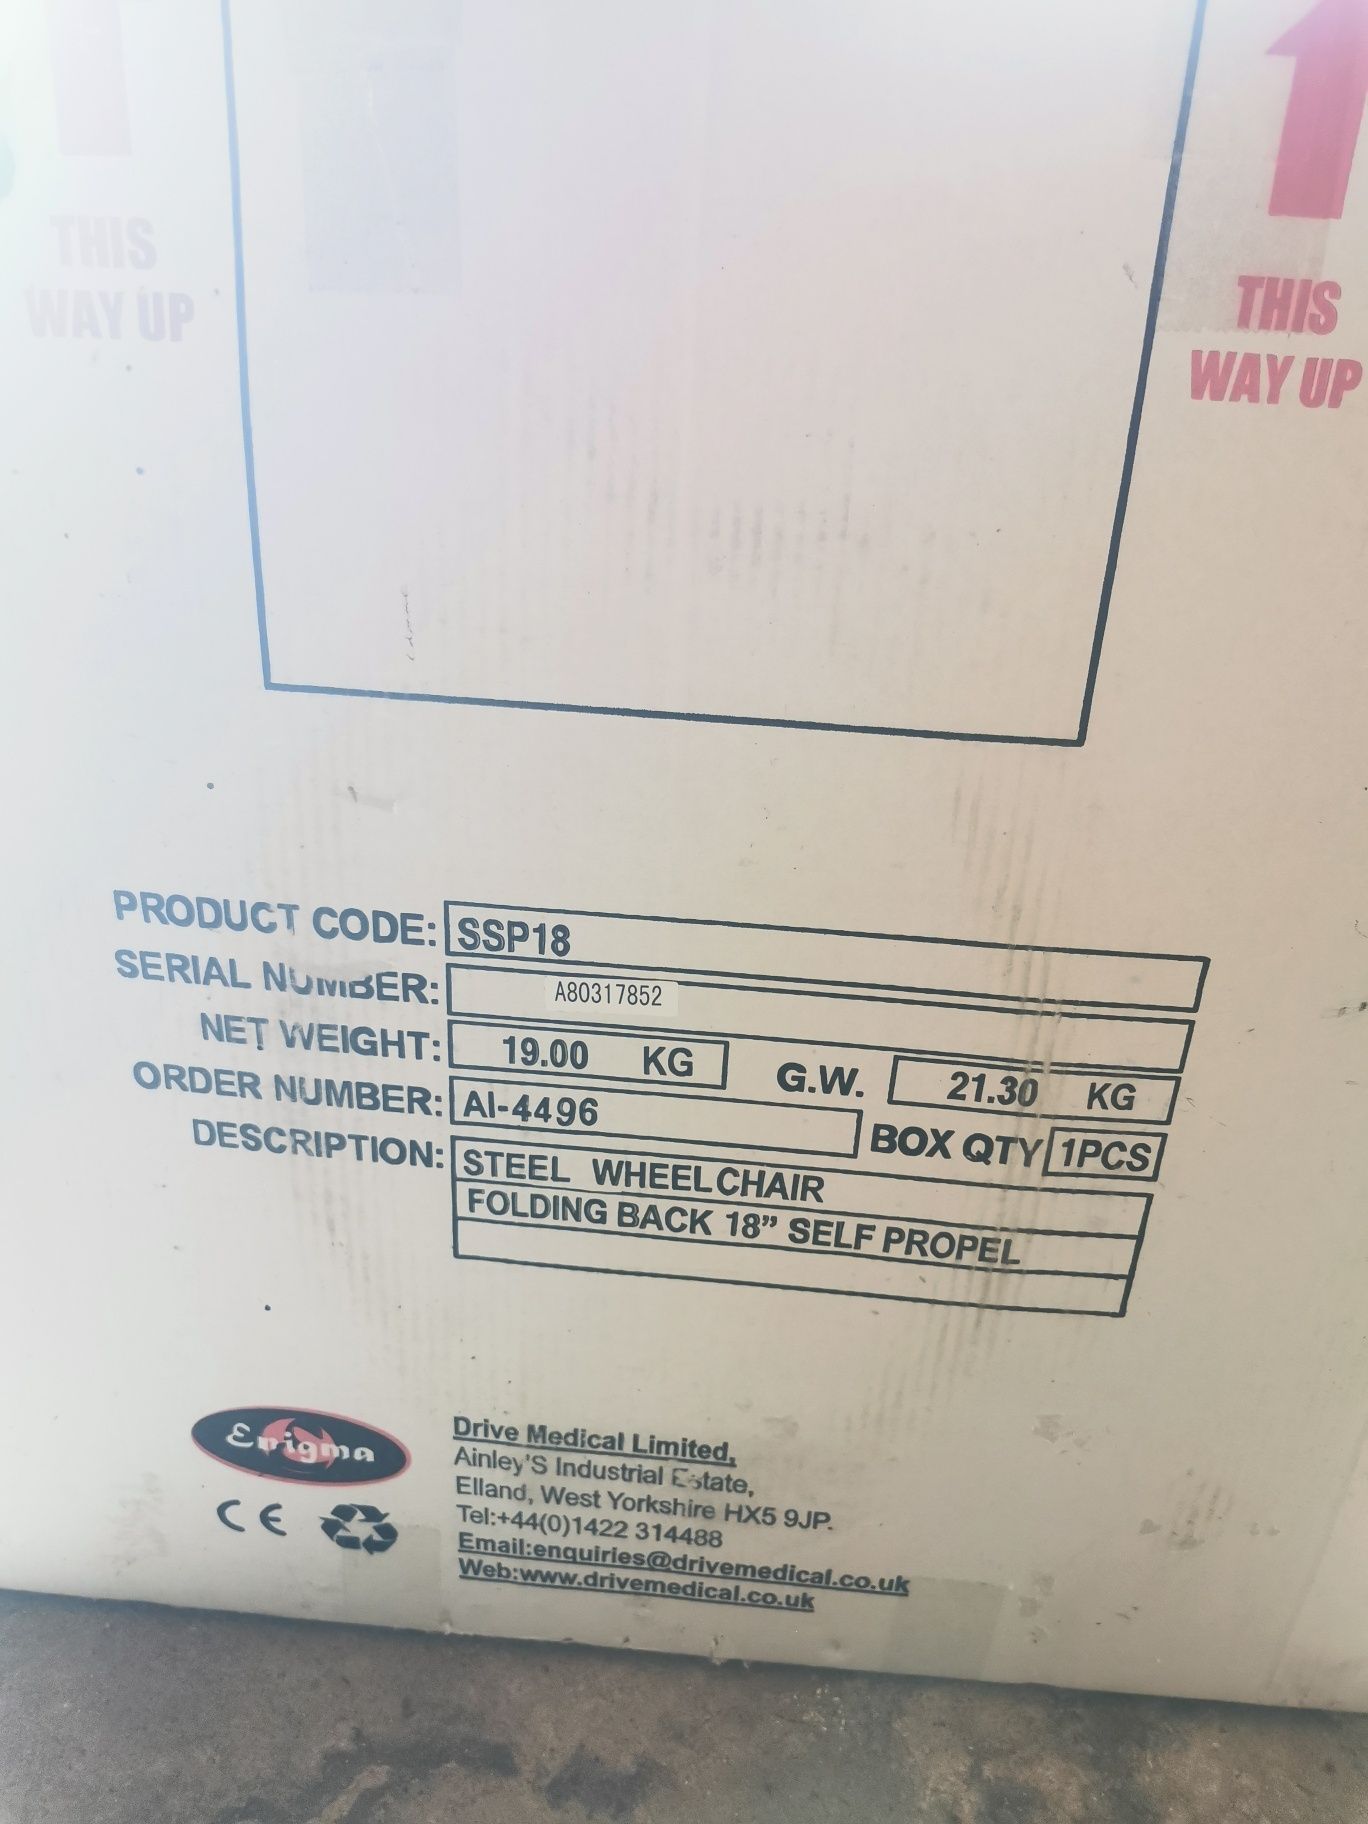 THIS
WAY UP
THIS
WAY UP
PRODUCT CODE: SSP18
SERIAL NUMBER: A80317852
NET WEIGHT: 19.00 KG G.W. 21.30 KG
ORDER NUMBER: AI-4496 BOX QTY 1PCS
DESCRIPTION: STEEL WHEELCHAIR
FOLDING BACK 18" SELF PROPEL
Enigma
CE
Drive Medical Limited,
Ainley'S Industrial Estate,
Elland, West Yorkshire HX5 9JP.
Tel:+44(0)1422 314488
Email:enquiries@drivemedical.co.uk
Web:www.drivemedical.co.uk